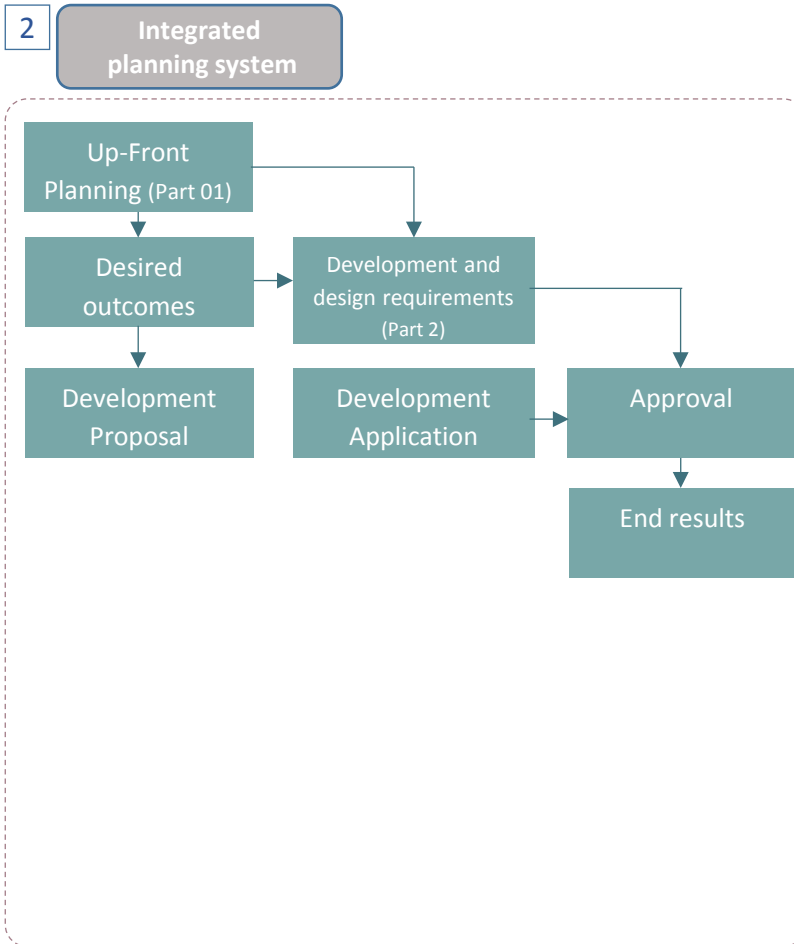 2
Integrated
planning system
Up-Front
Planning (Part 01)
Desired
outcomes
Development and
design requirements
(Part 2)
Development
Proposal
Development
Application
Approval
End results